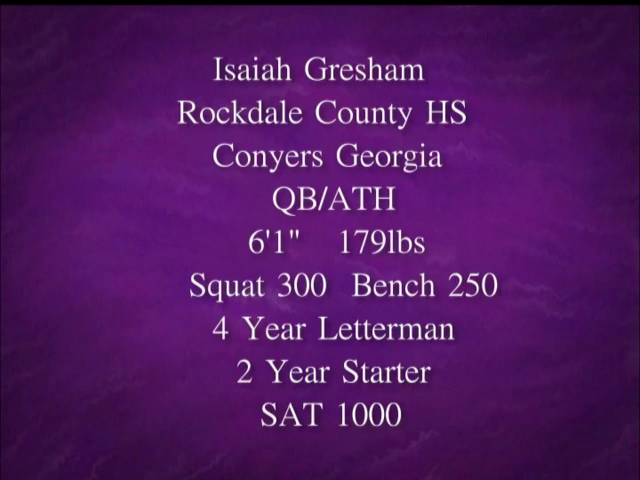 Isaiah Gresham
Rockdale County HS
Conyers Georgia
QB/ATH
6'1" 179lbs
Squat 300 Bench 250
4 Year Letterman
2 Year Starter
SAT 1000